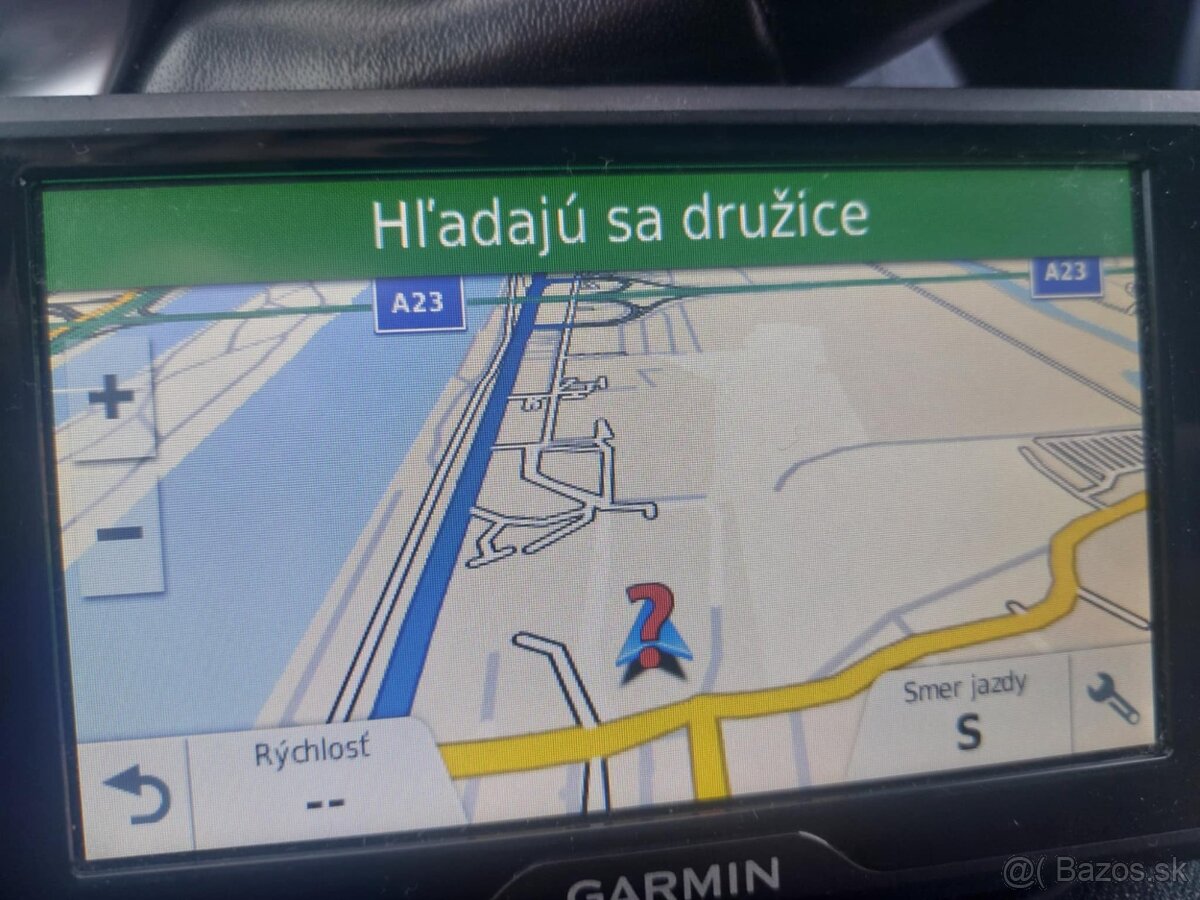 Hľadajú sa družice
A23
A23
Rýchlosť
--
Smer jazdy
S
GARMIN
@( Bazos.sk